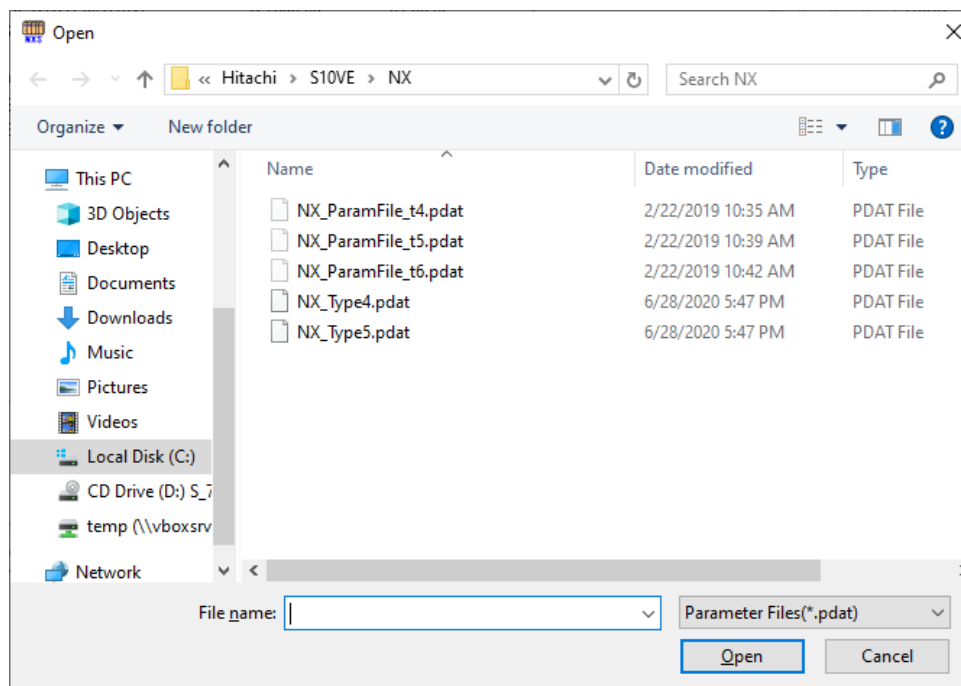 NXS Open
« Hitachi › S10VE › NX Search NX
Organize New folder
Name Date modified Type
This PC
3D Objects
Desktop
Documents
Downloads
Music
Pictures
Videos
Local Disk (C:)
CD Drive (D:) S_7
temp (\\vboxsrv
Network
NX_ParamFile_t4.pdat 2/22/2019 10:35 AM PDAT File
NX_ParamFile_t5.pdat 2/22/2019 10:39 AM PDAT File
NX_ParamFile_t6.pdat 2/22/2019 10:42 AM PDAT File
NX_Type4.pdat 6/28/2020 5:47 PM PDAT File
NX_Type5.pdat 6/28/2020 5:47 PM PDAT File
File name: Parameter Files(*.pdat)
Open Cancel